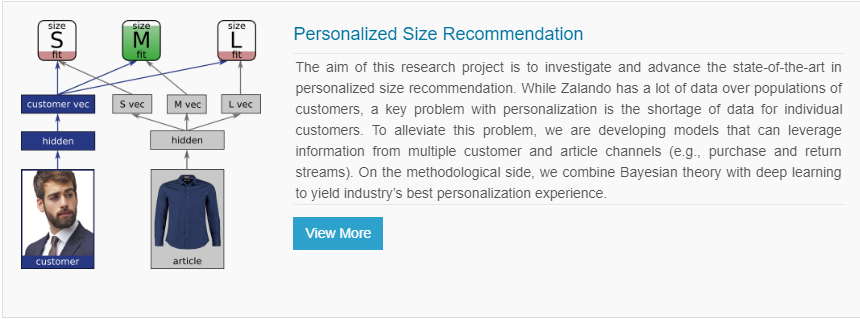 size size size
S M L
fit fit fit
customer vec S vec M vec L vec
hidden hidden
customer article
Personalized Size Recommendation
The aim of this research project is to investigate and advance the state-of-the-art in
personalized size recommendation. While Zalando has a lot of data over populations of
customers, a key problem with personalization is the shortage of data for individual
customers. To alleviate this problem, we are developing models that can leverage
information from multiple customer and article channels (e.g., purchase and return
streams). On the methodological side, we combine Bayesian theory with deep learning
to yield industry’s best personalization experience.
View More